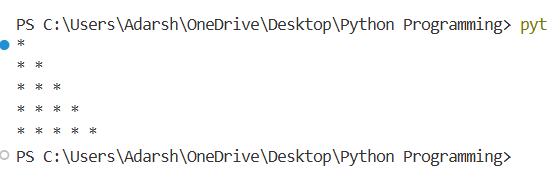 PS C:\Users\Adarsh\OneDrive\Desktop\Python Programming> pyt
*
* *
* * *
* * * *
* * * * *
PS C:\Users\Adarsh\OneDrive\Desktop\Python Programming>